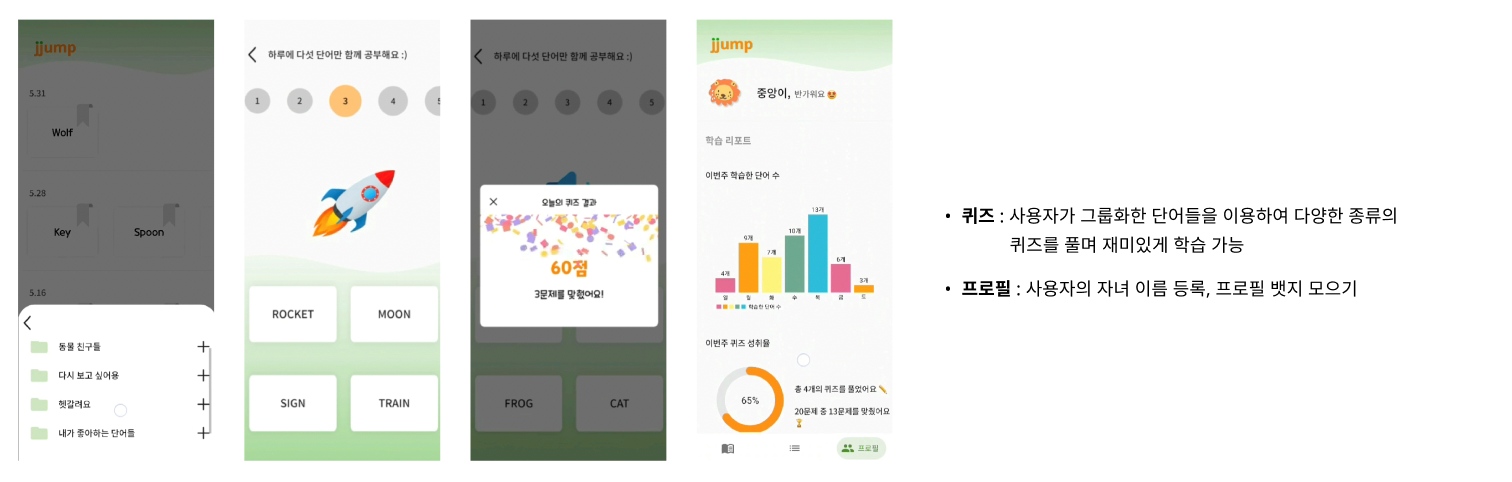 jjump
5.31
Wolf
5.28
Key Spoon
5.16
동물 친구들
다시 보고 싶어용
헷갈려요
내가 좋아하는 단어들
하루에 다섯 단어만 함께 공부해요 :)
1 2 3 4 5
ROCKET MOON
SIGN TRAIN
하루에 다섯 단어만 함께 공부해요 :)
1 2 3 4 5
오늘의 퀴즈 결과
60점
3문제를 맞혔어요!
FROG CAT
jjump
중앙이, 반가워요
학습 리포트
이번주 학습한 단어 수
4개 9개 7개 10개 13개 6개 3개
일 화 수 목 금 토
학습한 단어 수
이번주 퀴즈 성취율
65%
총 4개의 퀴즈를 풀었어요
20문제 중 13문제를 맞혔어요
프로필
• 퀴즈 : 사용자가 그룹화한 단어들을 이용하여 다양한 종류의
퀴즈를 풀며 재미있게 학습 가능
• 프로필 : 사용자의 자녀 이름 등록, 프로필 뱃지 모으기